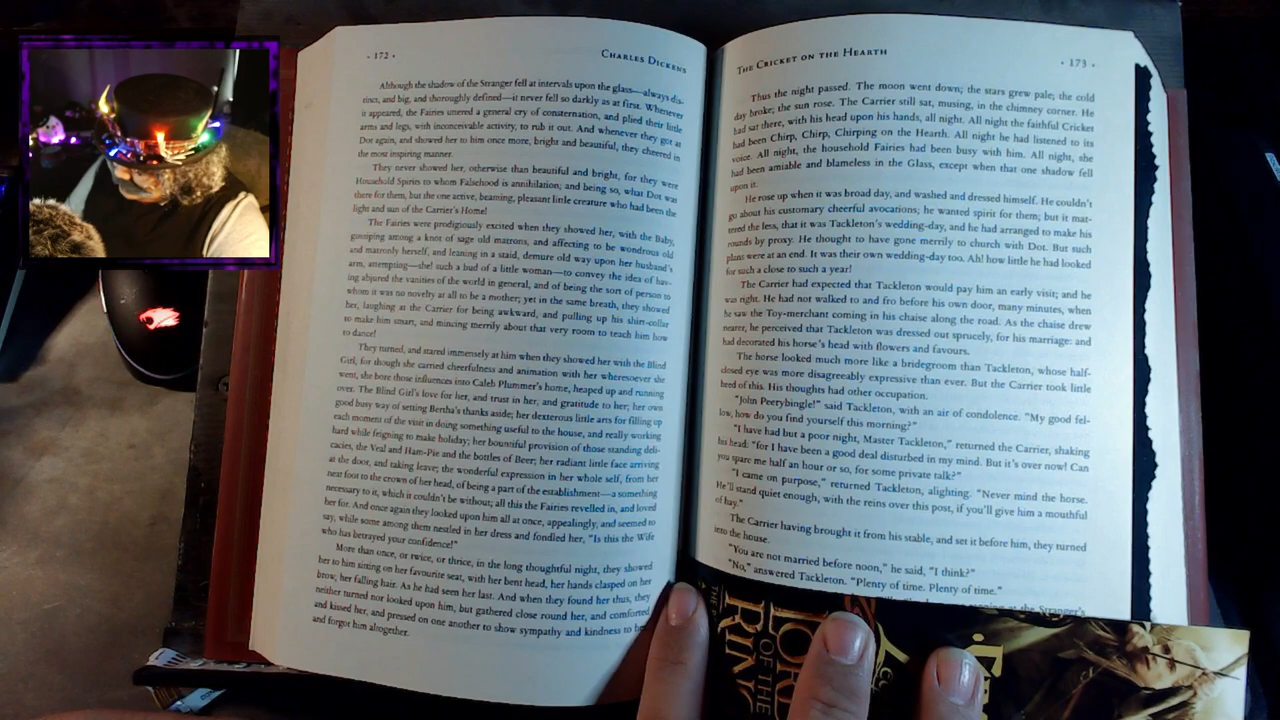 · 172 ·
CHARLES DICKENS
Although the shadow of the Stranger fell at intervals upon the glass—always dis-
tinct, and big, and thoroughly defined—it never fell so darkly as at first. Whenever
it appeared, the Fairies uttered a general cry of consternation, and plied their little
arms and legs, with inconceivable activity, to rub it out. And whenever they got at
Dot again, and showed her to him once more, bright and beautiful, they cheered in
the most inspiring manner.
They never showed her, otherwise than beautiful and bright, for they were
Household Spirits to whom Falsehood is annihilation; and being so, what Dot was
there for them, but the one active, beaming, pleasant little creature who had been the
light and sun of the Carrier's Home!
The Fairies were prodigiously excited when they showed her, with the Baby,
gossiping among a knot of sage old matrons, and affecting to be wondrous old
and matronly herself, and leaning in a staid, demure old way upon her husband's
arm, attempting—she! such a bud of a little woman—to convey the idea of hav-
ing abjured the vanities of the world in general, and of being the sort of person to
whom it was no novelty at all to be a mother; yet in the same breath, they showed
her, laughing at the Carrier for being awkward, and pulling up his shirt-collar
to make him smart, and mincing merrily about that very room to teach him how
to dance!
They turned, and stared immensely at him when they showed her with the Blind
Girl, for though she carried cheerfulness and animation with her wheresoever she
went, she bore those influences into Caleb Plummer's home, heaped up and running
over. The Blind Girl's love for her, and trust in her, and gratitude to her; her own
good busy way of setting Bertha's thanks aside; her dexterous little arts for filling up
each moment of the visit in doing something useful to the house, and really working
hard while feigning to make holiday; her bountiful provision of those standing deli-
cacies, the Veal and Ham-Pie and the bottles of Beer; her radiant little face arriving
at the door, and taking leave; the wonderful expression in her whole self, from her
neat foot to the crown of her head, of being a part of the establishment—a something
necessary to it, which it couldn't be without; all this the Fairies revelled in, and loved
her for. And once again they looked upon him all at once, appealingly, and seemed to
say, while some among them nestled in her dress and fondled her, "Is this the Wife
who has betrayed your confidence!"
More than once, or twice, or thrice, in the long thoughtful night, they showed
her to him sitting on her favourite seat, with her bent head, her hands clasped on her
brow, her falling hair. As he had seen her last. And when they found her thus, they
neither turned nor looked upon him, but gathered close round her, and comforted
and kissed her, and pressed on one another to show sympathy and kindness to her,
and forgot him altogether.
THE CRICKET ON THE HEARTH
· 173 ·
Thus the night passed. The moon went down; the stars grew pale; the cold
day broke; the sun rose. The Carrier still sat, musing, in the chimney corner. He
had sat there, with his head upon his hands, all night. All night the faithful Cricket
had been Chirp, Chirp, Chirping on the Hearth. All night he had listened to its
voice. All night, the household Fairies had been busy with him. All night, she
had been amiable and blameless in the Glass, except when that one shadow fell
upon it.
He rose up when it was broad day, and washed and dressed himself. He couldn't
go about his customary cheerful avocations; he wanted spirit for them; but it mat-
tered the less, that it was Tackleton's wedding-day, and he had arranged to make his
rounds by proxy. He thought to have gone merrily to church with Dot. But such
plans were at an end. It was their own wedding-day too. Ah! how little he had looked
for such a close to such a year!
The Carrier had expected that Tackleton would pay him an early visit; and he
was right. He had not walked to and fro before his own door, many minutes, when
he saw the Toy-merchant coming in his chaise along the road. As the chaise drew
nearer, he perceived that Tackleton was dressed out sprucely, for his marriage: and
had decorated his horse's head with flowers and favours.
The horse looked much more like a bridegroom than Tackleton, whose half-
closed eye was more disagreeably expressive than ever. But the Carrier took little
heed of this. His thoughts had other occupation.
"John Peerybingle!" said Tackleton, with an air of condolence. "My good fel-
low, how do you find yourself this morning?"
"I have had but a poor night, Master Tackleton," returned the Carrier, shaking
his head: "for I have been a good deal disturbed in my mind. But it's over now! Can
you spare me half an hour or so, for some private talk?"
"I came on purpose," returned Tackleton, alighting. "Never mind the horse.
He'll stand quiet enough, with the reins over this post, if you'll give him a mouthful
of hay."
The Carrier having brought it from his stable, and set it before him, they turned
into the house.
"You are not married before noon," he said, "I think?"
"No," answered Tackleton. "Plenty of time. Plenty of time."
at the Stranger's
THE
LORD
OF THE
RIN